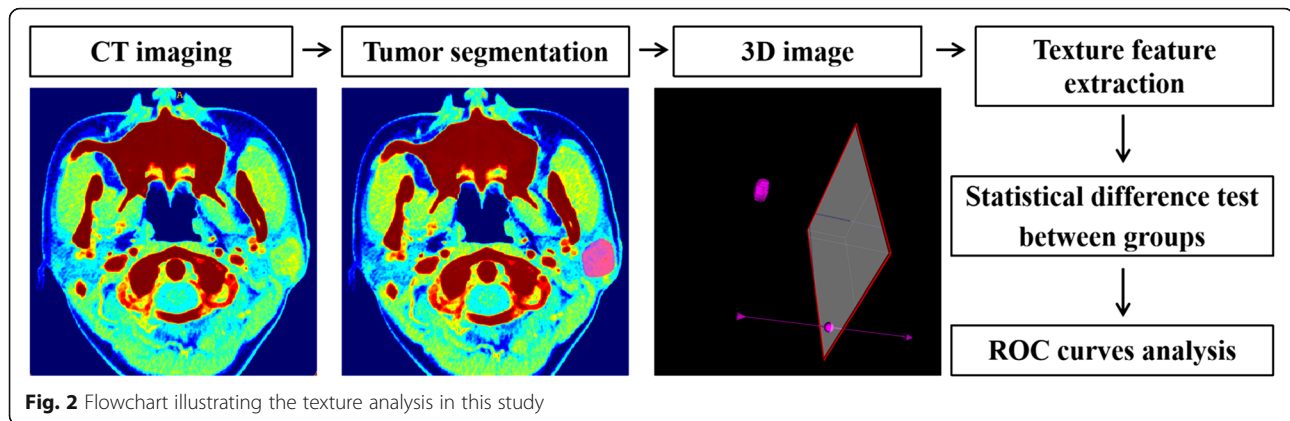 CT imaging
Tumor segmentation
3D image
Texture feature
extraction
A
Statistical difference test
between groups
ROC curves analysis
Fig. 2 Flowchart illustrating the texture analysis in this study